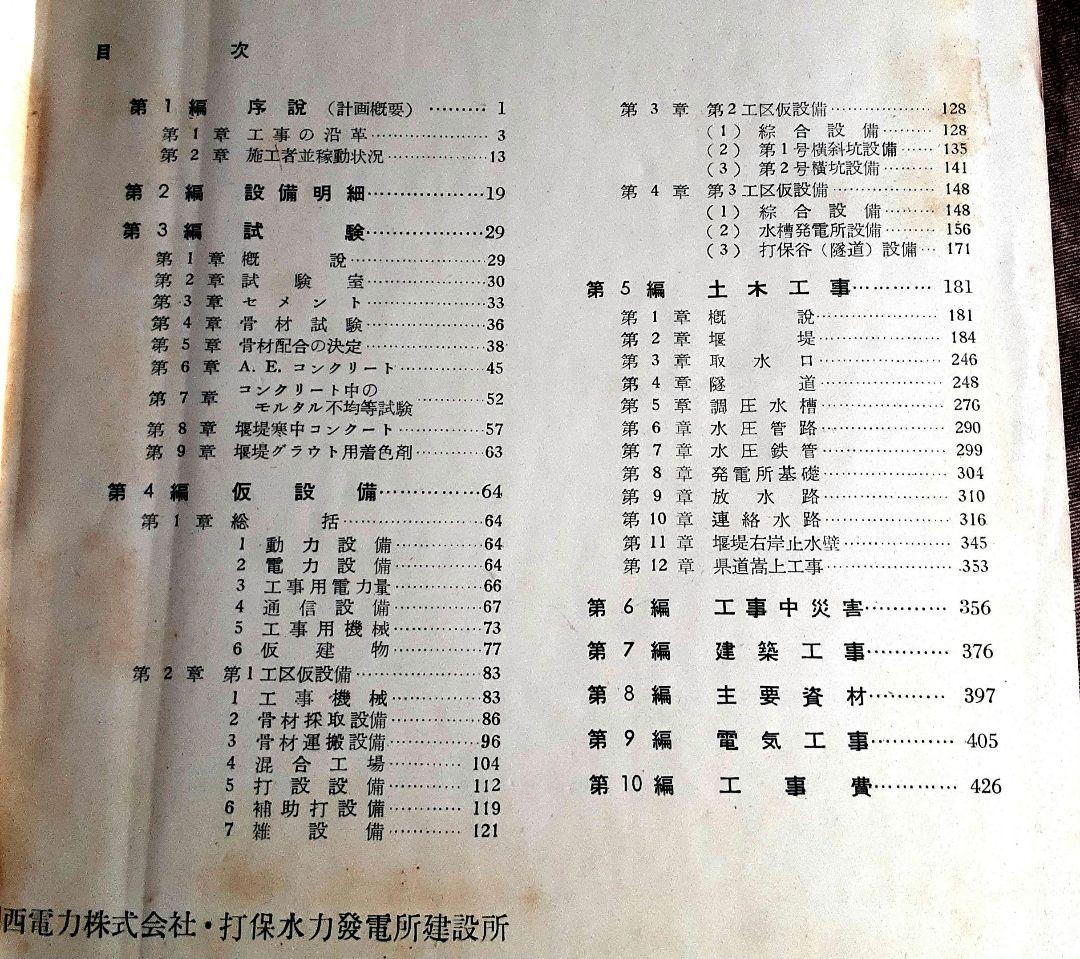 目次
第1編 序説（計画概要）………1
第1章 工事の沿革………3
第2章 施工者並稼動状況………13
第2編 設備明細………19
第3編 試験………29
第1章 概説………29
第2章 試験室………30
第3章 セメント………33
第4章 骨材試験………36
第5章 骨材配合の決定………38
第6章 A.E.コンクリート………45
第7章 コンクリート中の
モルタル不均等試験………52
第8章 堰堤寒中コンクート………57
第9章 堰堤グラウト用着色剤………63
第4編 仮設備………64
第1章 総括………64
1 動力設備………64
2 電力設備………64
3 工事用電力量………66
4 通信設備………67
5 工事用機械………73
6 仮建物………77
第2章 第1工区仮設備………83
1 工事機械………83
2 骨材採取設備………86
3 骨材運搬設備………96
4 混合工場………104
5 打設設備………112
6 補助打設備………119
7 雑設備………121
第3章 第2工区仮設備………128
（1）綜合設備………128
（2）第1号横斜坑設備………135
（3）第2号横坑設備………141
第4章 第3工区仮設備………148
（1）綜合設備………148
（2）水槽発電所設備………156
（3）打保谷（隧道）設備…171
第5編 土木工事………181
第1章 概説………181
第2章 堰堤………184
第3章 取水口………246
第4章 隧道………248
第5章 調圧水槽………276
第6章 水圧管路………290
第7章 水圧鉄管………299
第8章 発電所基礎………304
第9章 放水路………310
第10章 連絡水路………316
第11章 堰堤右岸止水壁………345
第12章 県道嵩上工事………353
第6編 工事中災害………356
第7編 建築工事………376
第8編 主要資材………397
第9編 電気工事………405
第10編 工事費………426
西電力株式会社・打保水力發電所建設所